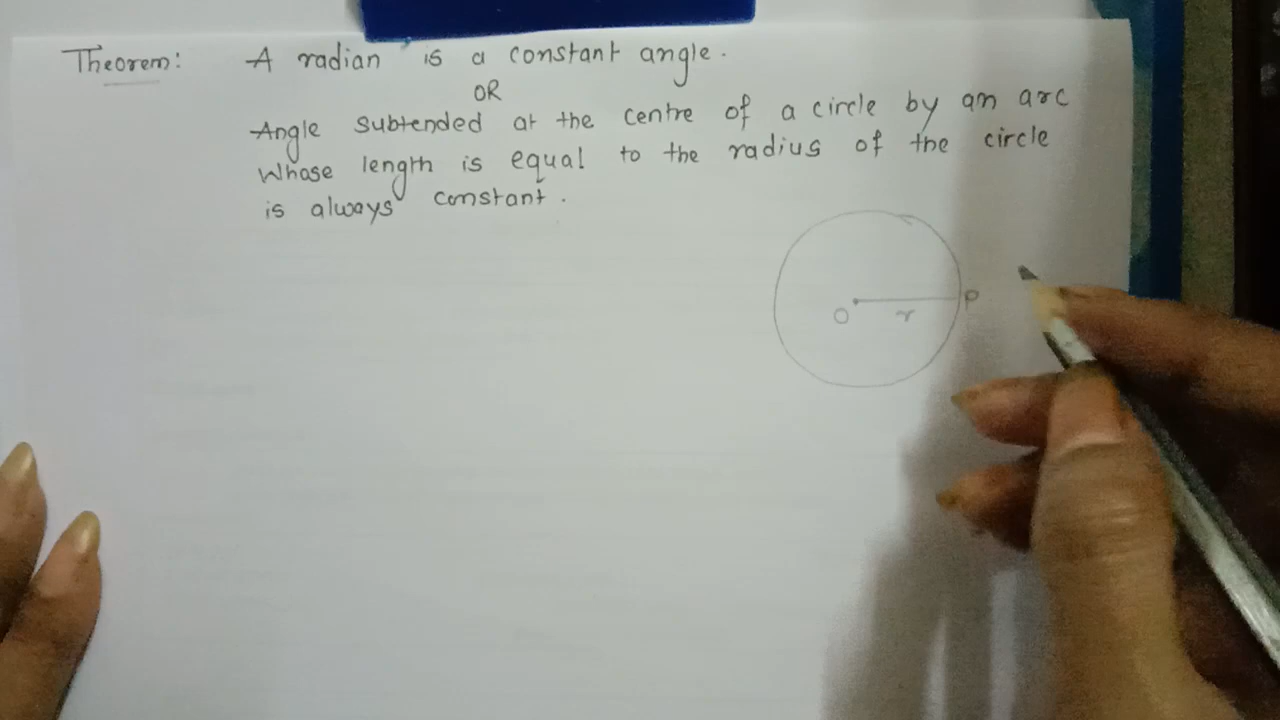 Theorem: A radian is a constant angle.
OR
Angle subtended at the centre of a circle by an arc
whose length is equal to the radius of the circle
is always constant.
O r P